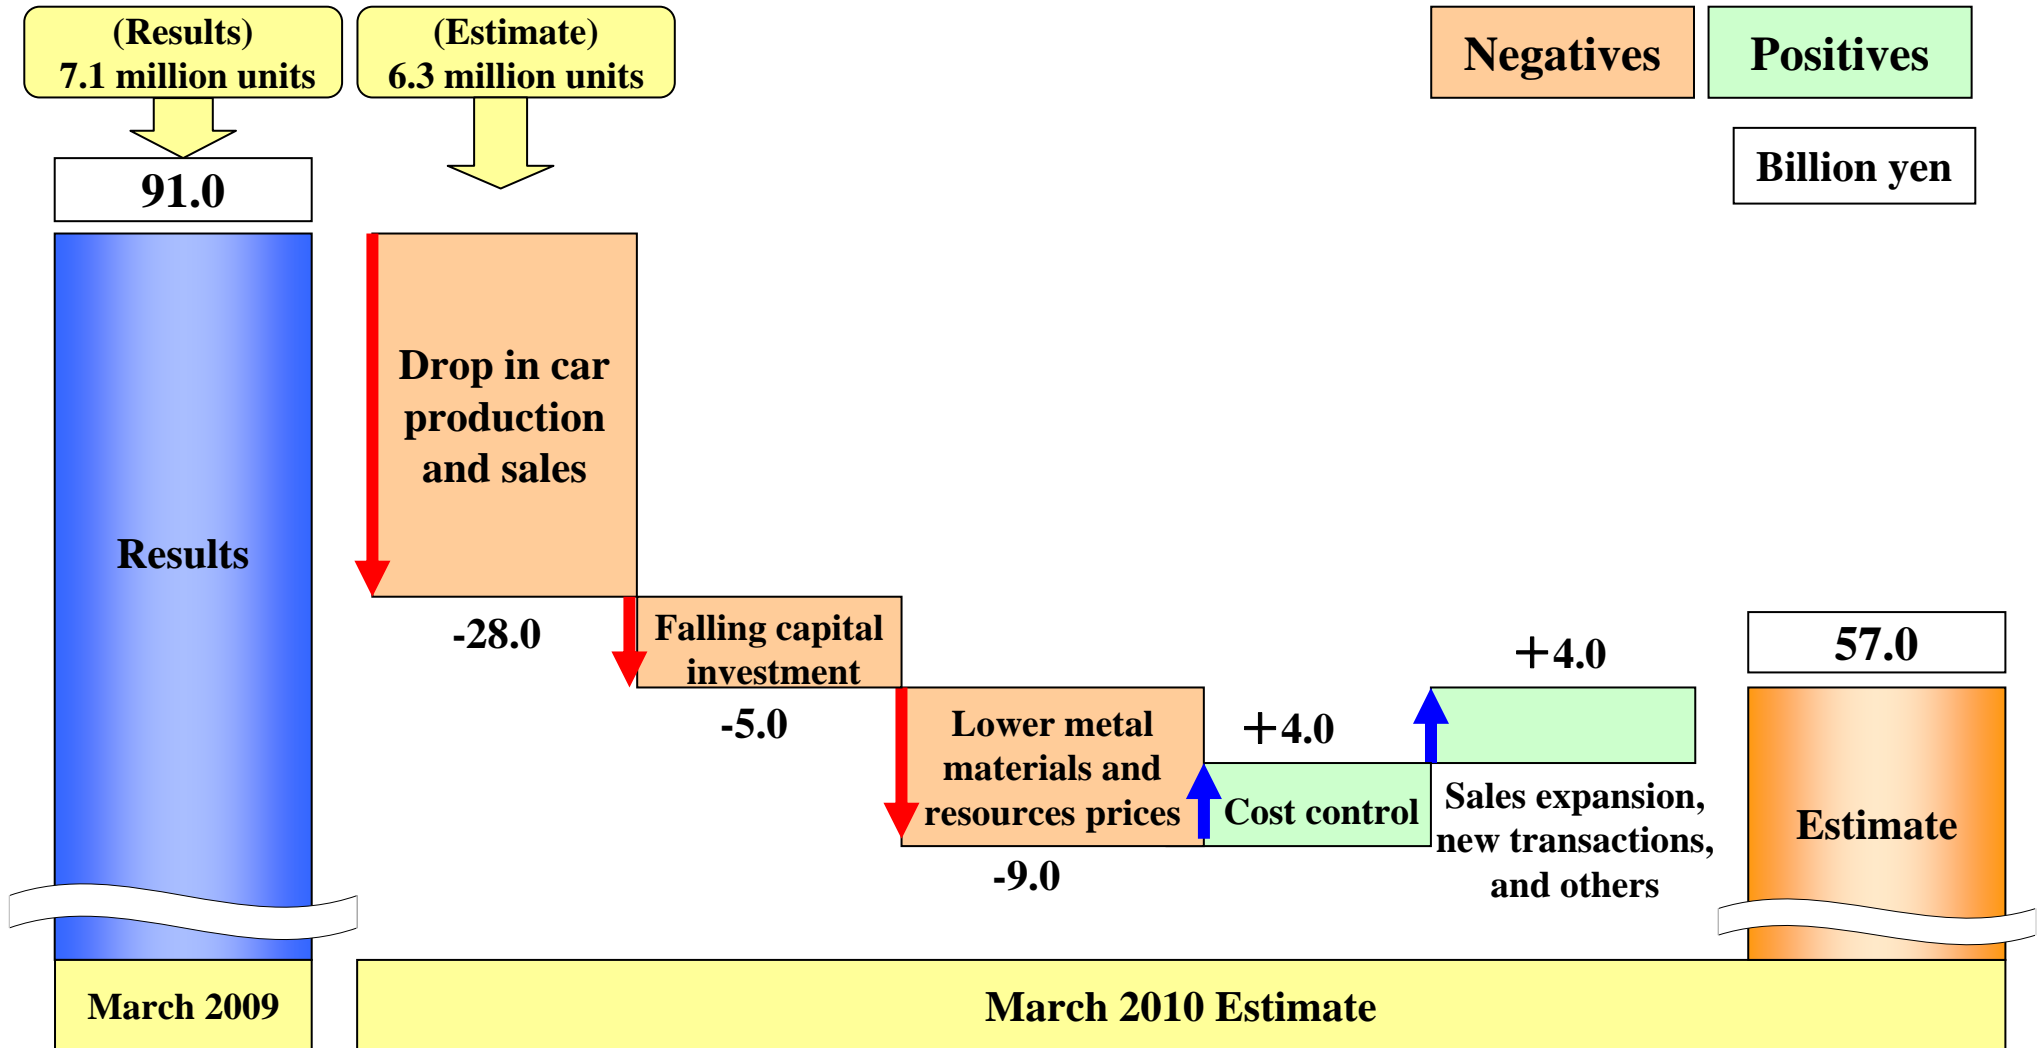 (Results)
7.1 million units
(Estimate)
6.3 million units
Negatives
Positives
Billion yen
91.0
Results
Drop in car
production
and sales
-28.0
Falling capital
investment
-5.0
Lower metal
materials and
resources prices
-9.0
+4.0
Cost control
+4.0
Sales expansion,
new transactions,
and others
57.0
Estimate
March 2009
March 2010 Estimate